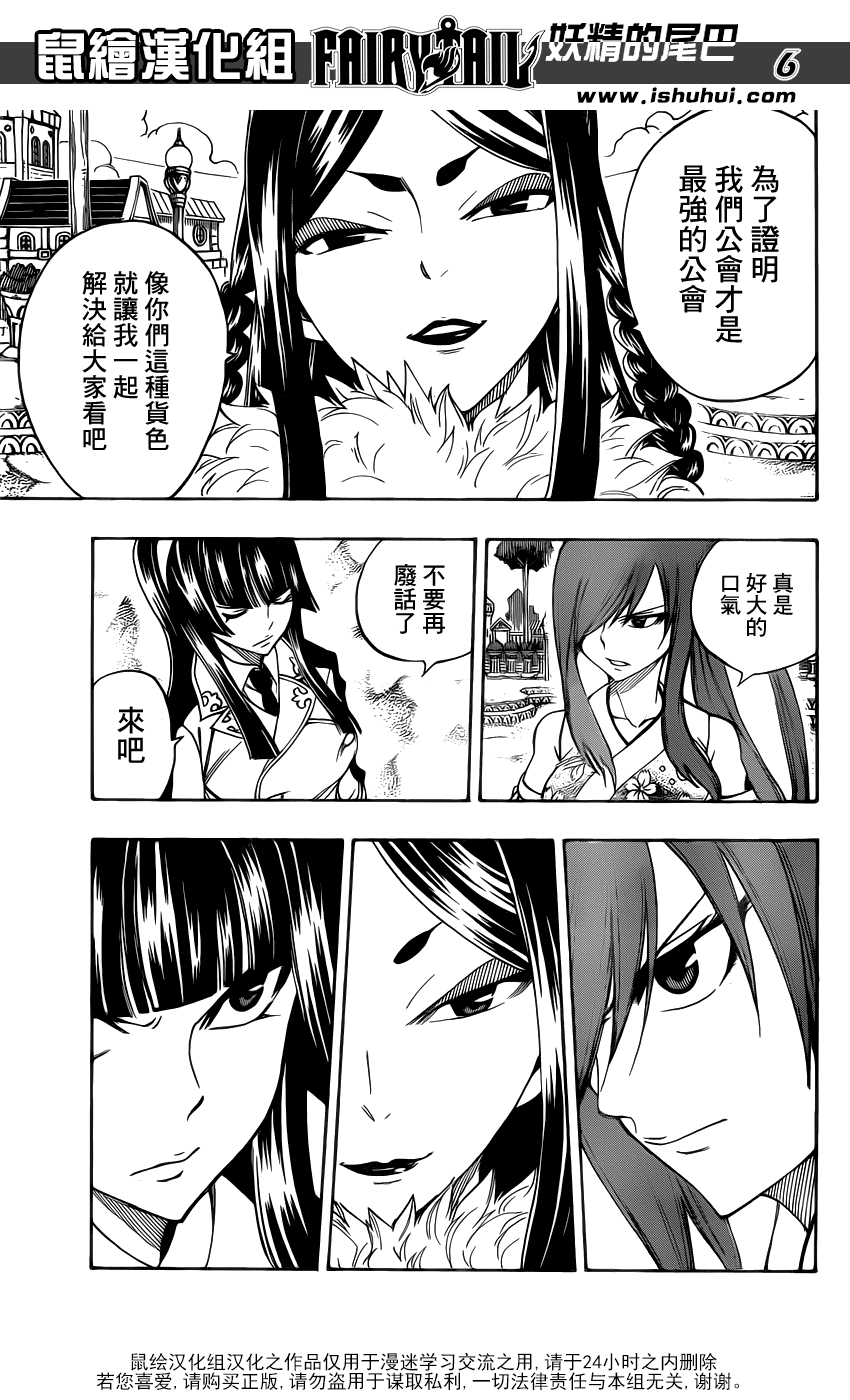 鼠繪漢化組
FAIRY TAIL
妖精的尾巴
6
www.ishuhui.com
為了證明
我們公會才是
最強的公會
像你們這種貨色
就讓我一起
解決給大家看吧
真是
好大的
口氣
不要再
廢話了
來吧
鼠绘汉化组汉化之作品仅用于漫迷学习交流之用,请于24小时之内删除
若您喜爱,请购买正版,请勿盗用于谋取私利,一切法律责任与本组无关,谢谢。